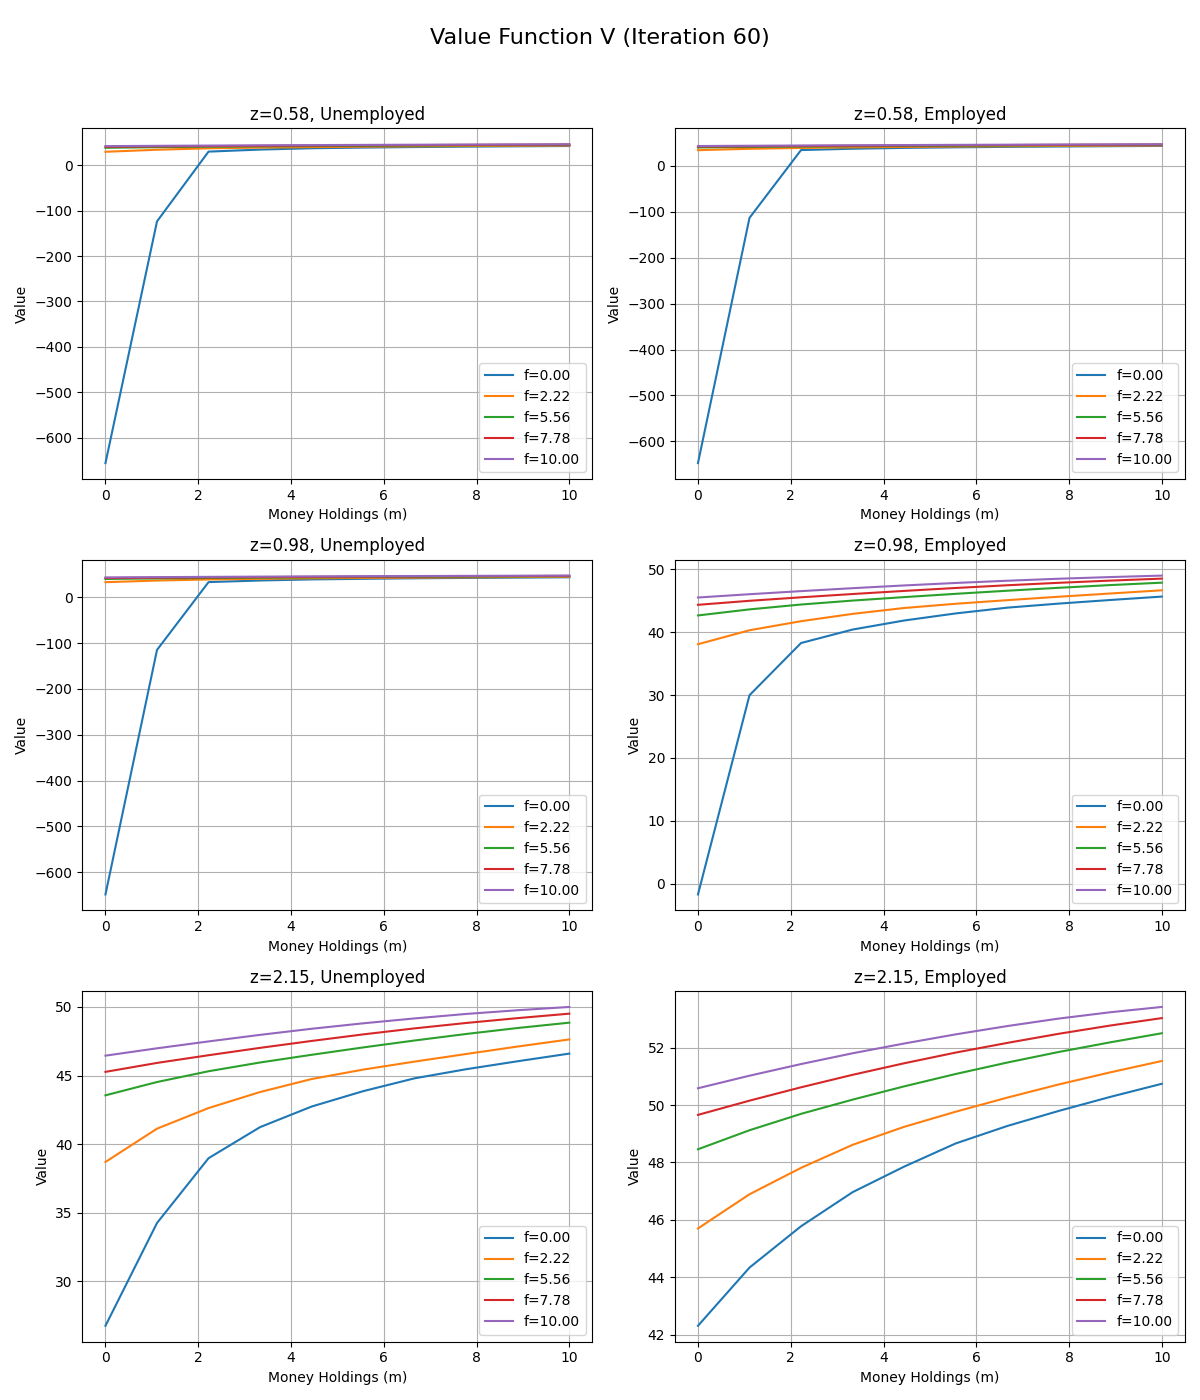 Value Function V (Iteration 60)
z=0.58, Unemployed
Value
0
−100
−200
−300
−400
−500
−600
0 2 4 6 8 10
Money Holdings (m)
f=0.00
f=2.22
f=5.56
f=7.78
f=10.00
z=0.58, Employed
Value
0
−100
−200
−300
−400
−500
−600
0 2 4 6 8 10
Money Holdings (m)
f=0.00
f=2.22
f=5.56
f=7.78
f=10.00
z=0.98, Unemployed
Value
0
−100
−200
−300
−400
−500
−600
0 2 4 6 8 10
Money Holdings (m)
f=0.00
f=2.22
f=5.56
f=7.78
f=10.00
z=0.98, Employed
Value
50
40
30
20
10
0
0 2 4 6 8 10
Money Holdings (m)
f=0.00
f=2.22
f=5.56
f=7.78
f=10.00
z=2.15, Unemployed
Value
50
45
40
35
30
0 2 4 6 8 10
Money Holdings (m)
f=0.00
f=2.22
f=5.56
f=7.78
f=10.00
z=2.15, Employed
Value
52
50
48
46
44
42
0 2 4 6 8 10
Money Holdings (m)
f=0.00
f=2.22
f=5.56
f=7.78
f=10.00